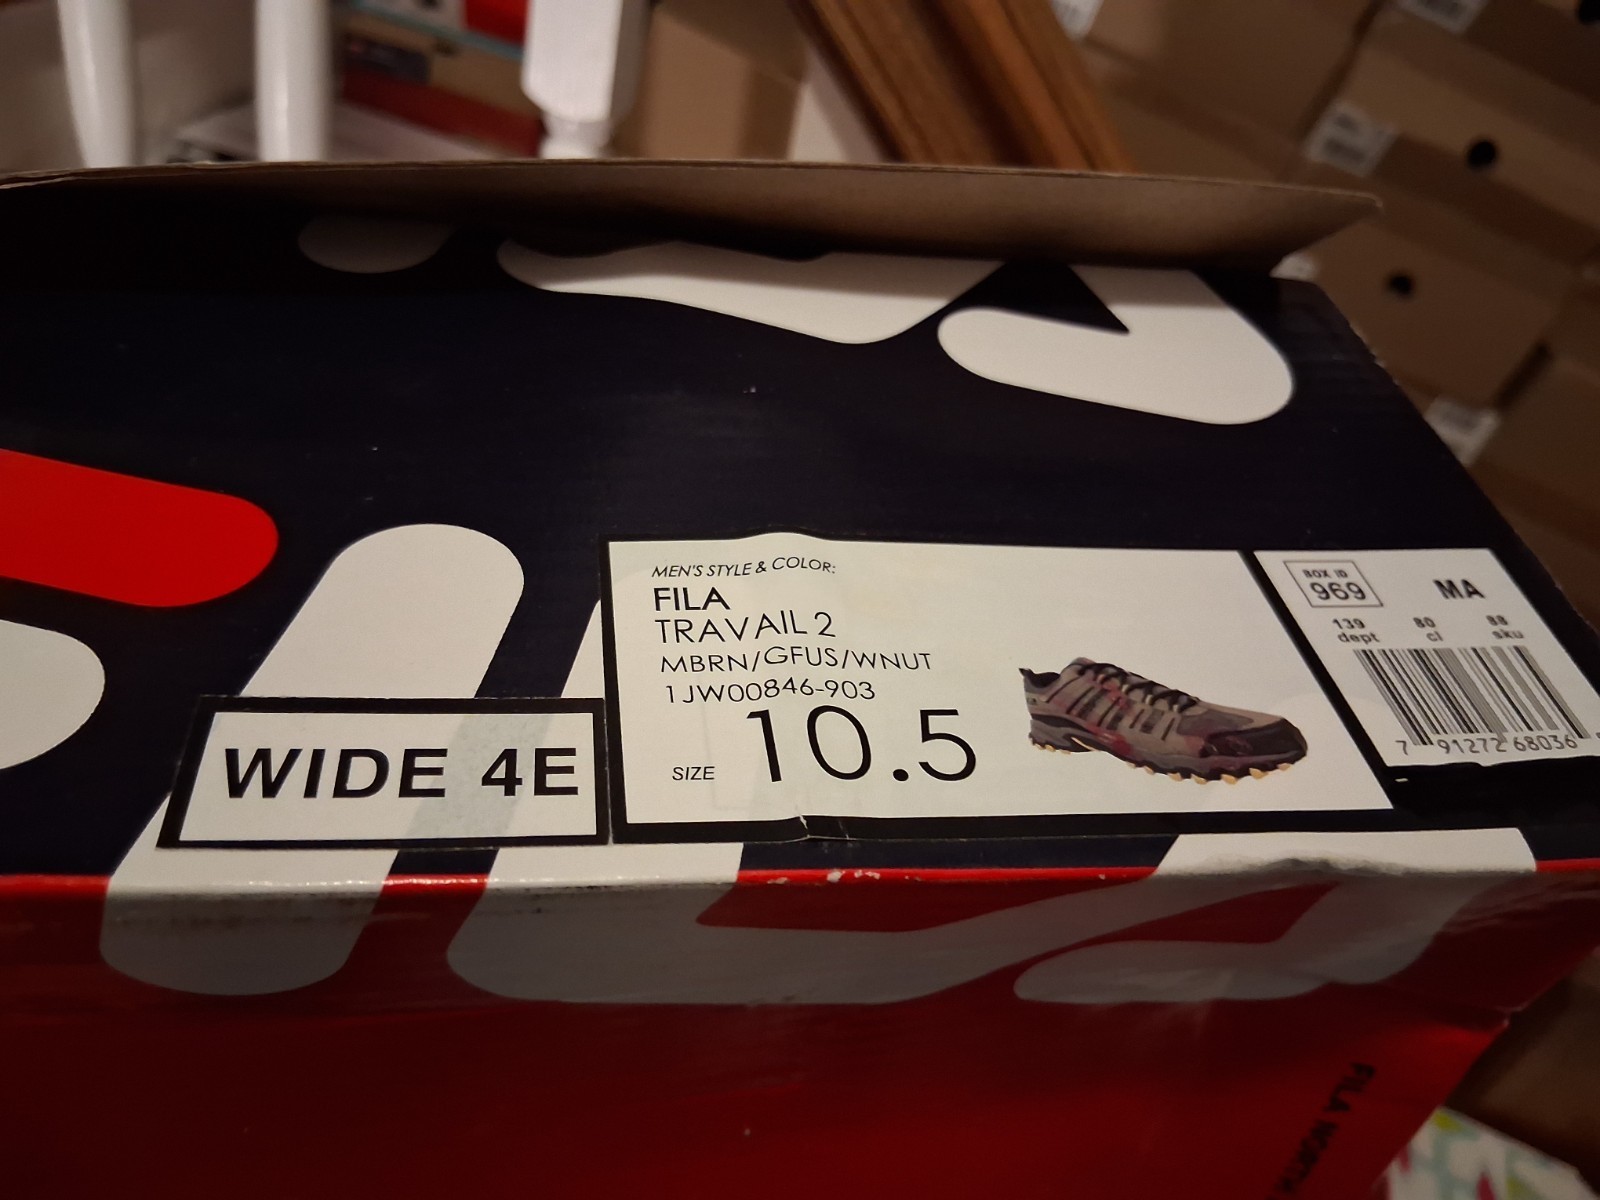 MEN'S STYLE & COLOR:
FILA
TRAVAIL 2
MBRN/GFUS/WNUT
1JW00846-903
SIZE 10.5
WIDE 4E
BOX ID
969
MA
139 80 88
dept cl sku
7 91272 68036
FILA